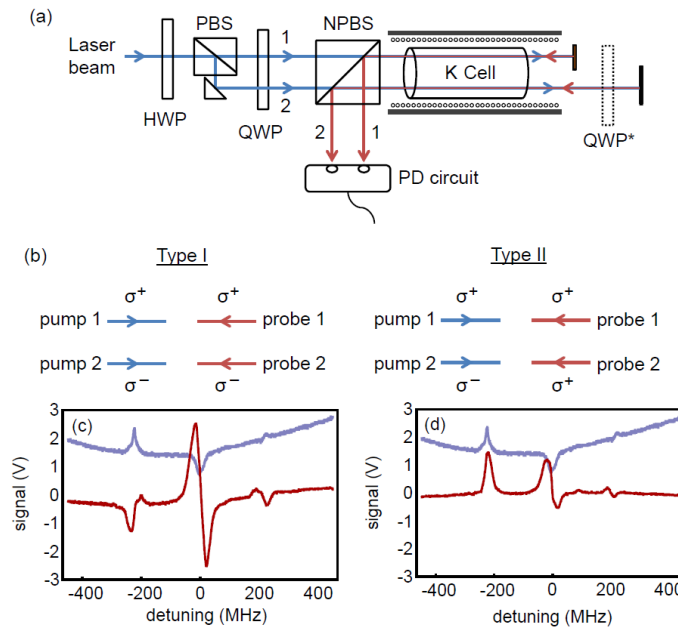 (a)
PBS
NPBS
Laser
beam
1
2
K Cell
HWP
QWP
2
1
QWP*
PD circuit
(b)
Type I
Type II
σ+
σ+
σ+
σ+
pump 1
probe 1
pump 1
probe 1
pump 2
probe 2
pump 2
probe 2
σ−
σ−
σ−
σ+
(c)
3
2
1
0
-1
-2
-3
signal (V)
-400
-200
0
200
400
detuning (MHz)
(d)
3
2
1
0
-1
-2
-3
signal (V)
-400
-200
0
200
400
detuning (MHz)